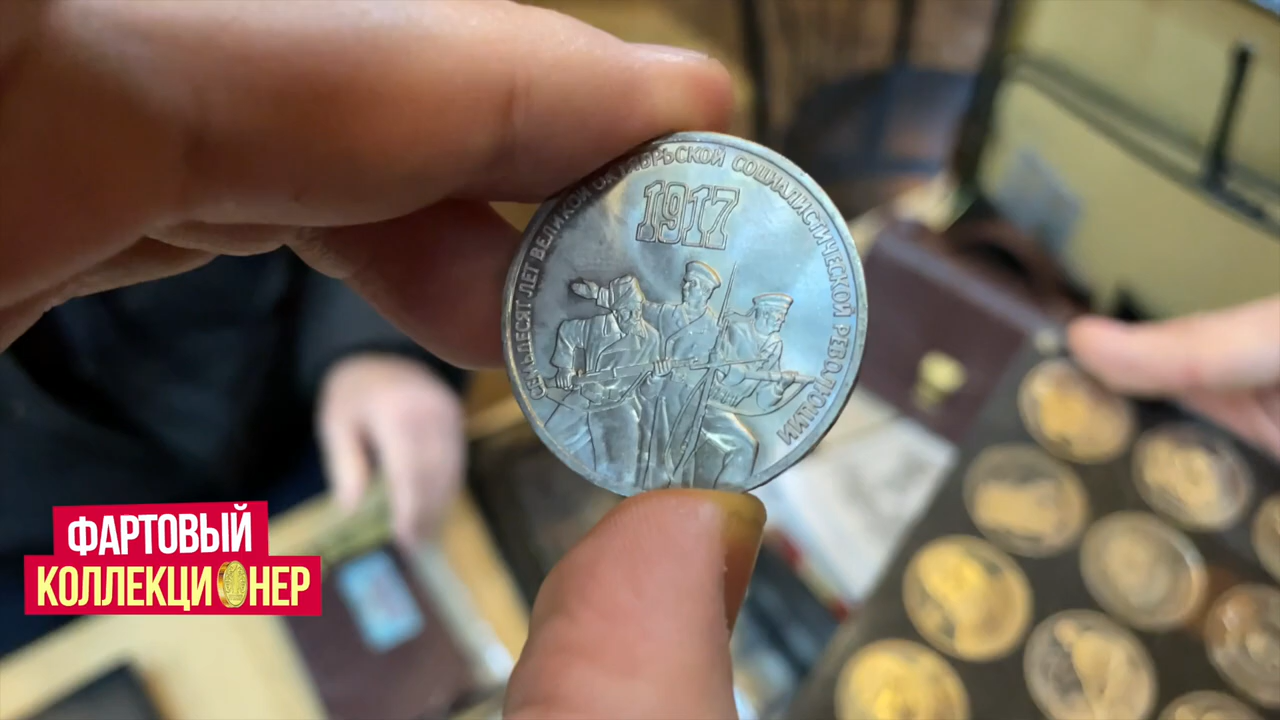 СЕМЬДЕСЯТ ЛЕТ ВЕЛИКОЙ ОКТЯБРЬСКОЙ СОЦИАЛИСТИЧЕСКОЙ РЕВОЛЮЦИИ
1917
ФАРТОВЫЙ
КОЛЛЕКЦИОНЕР